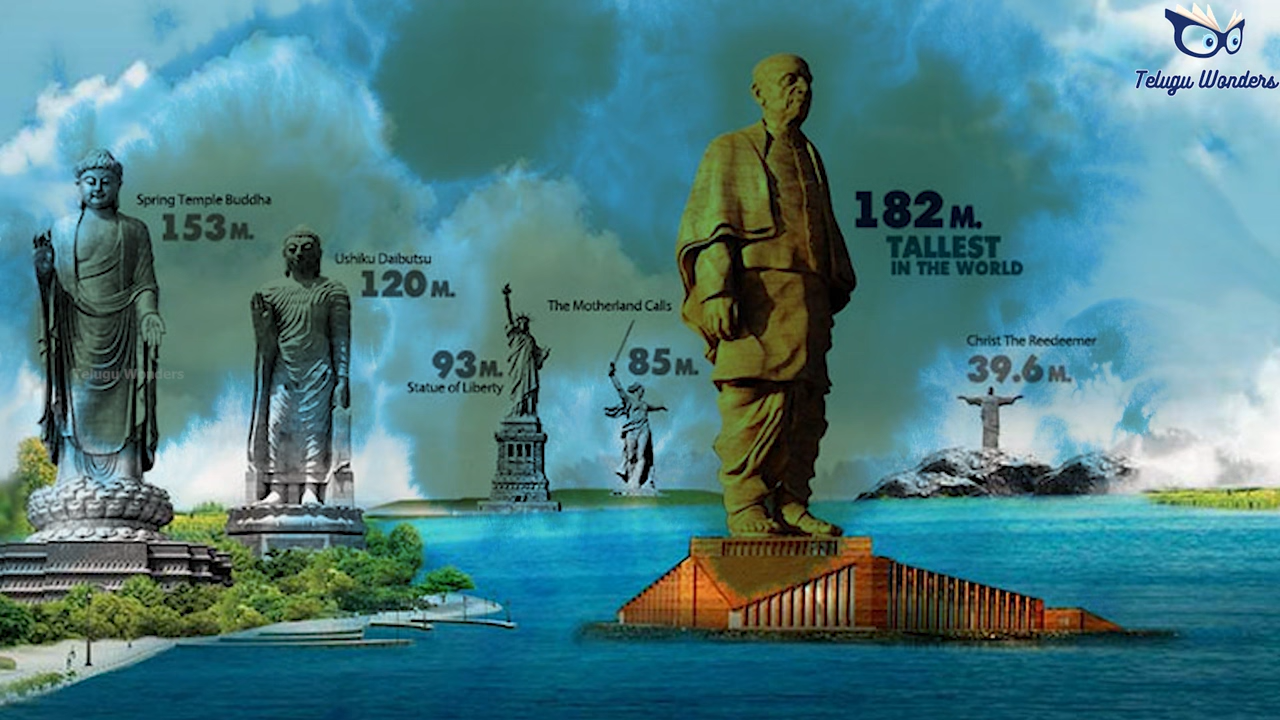 Telugu Wonders
Spring Temple Buddha
153 M.
Ushiku Daibutsu
120 M.
The Motherland Calls
93 M.
Statue of Liberty
85 M.
182 M.
TALLEST
IN THE WORLD
Christ The Reedeemer
39.6 M.
Telugu Wonders